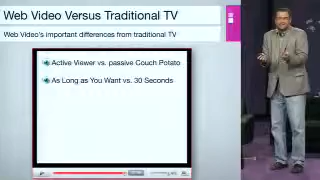 Web Video Versus Traditional TV
Web Video's important differences from traditional TV
Active Viewer vs. passive Couch Potato
As Long as You Want vs. 30 Seconds